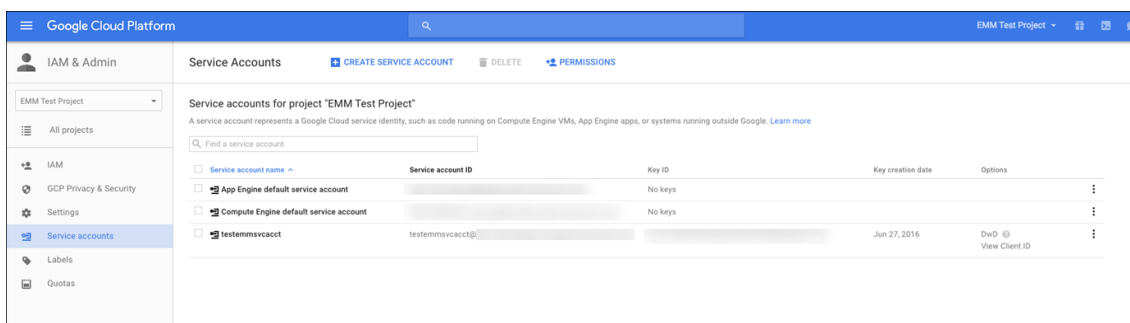 Google Cloud Platform
EMM Test Project
IAM & Admin
Service Accounts
CREATE SERVICE ACCOUNT
DELETE
PERMISSIONS
EMM Test Project
All projects
IAM
GCP Privacy & Security
Settings
Service accounts
Labels
Quotas
Service accounts for project "EMM Test Project"
A service account represents a Google Cloud service identity, such as code running on Compute Engine VMs, App Engine apps, or systems running outside Google. Learn more
Find a service account
Service account name Service account ID Key ID Key creation date Options
App Engine default service account No keys
Compute Engine default service account No keys
testemmsvcacct testemmsvcacct@ Jun 27, 2016 DwD
View Client ID